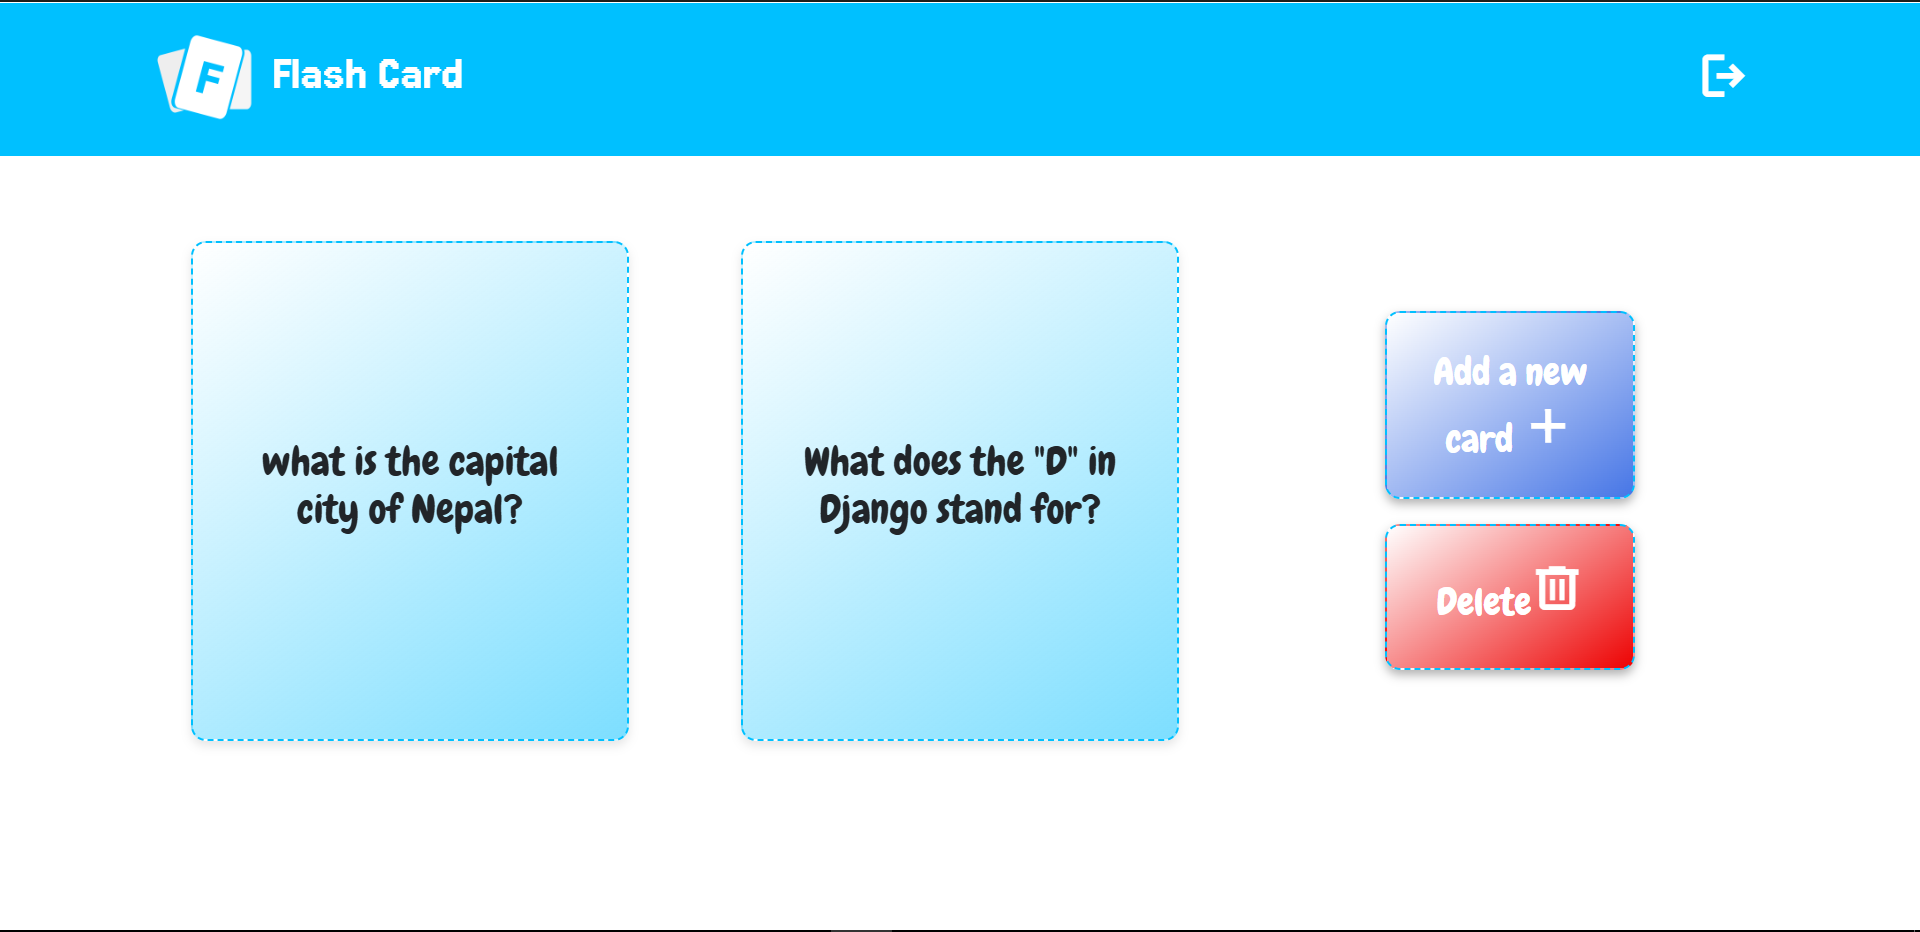 F
Flash Card
what is the capital
city of Nepal?
What does the "D" in
Django stand for?
Add a new
card +
Delete